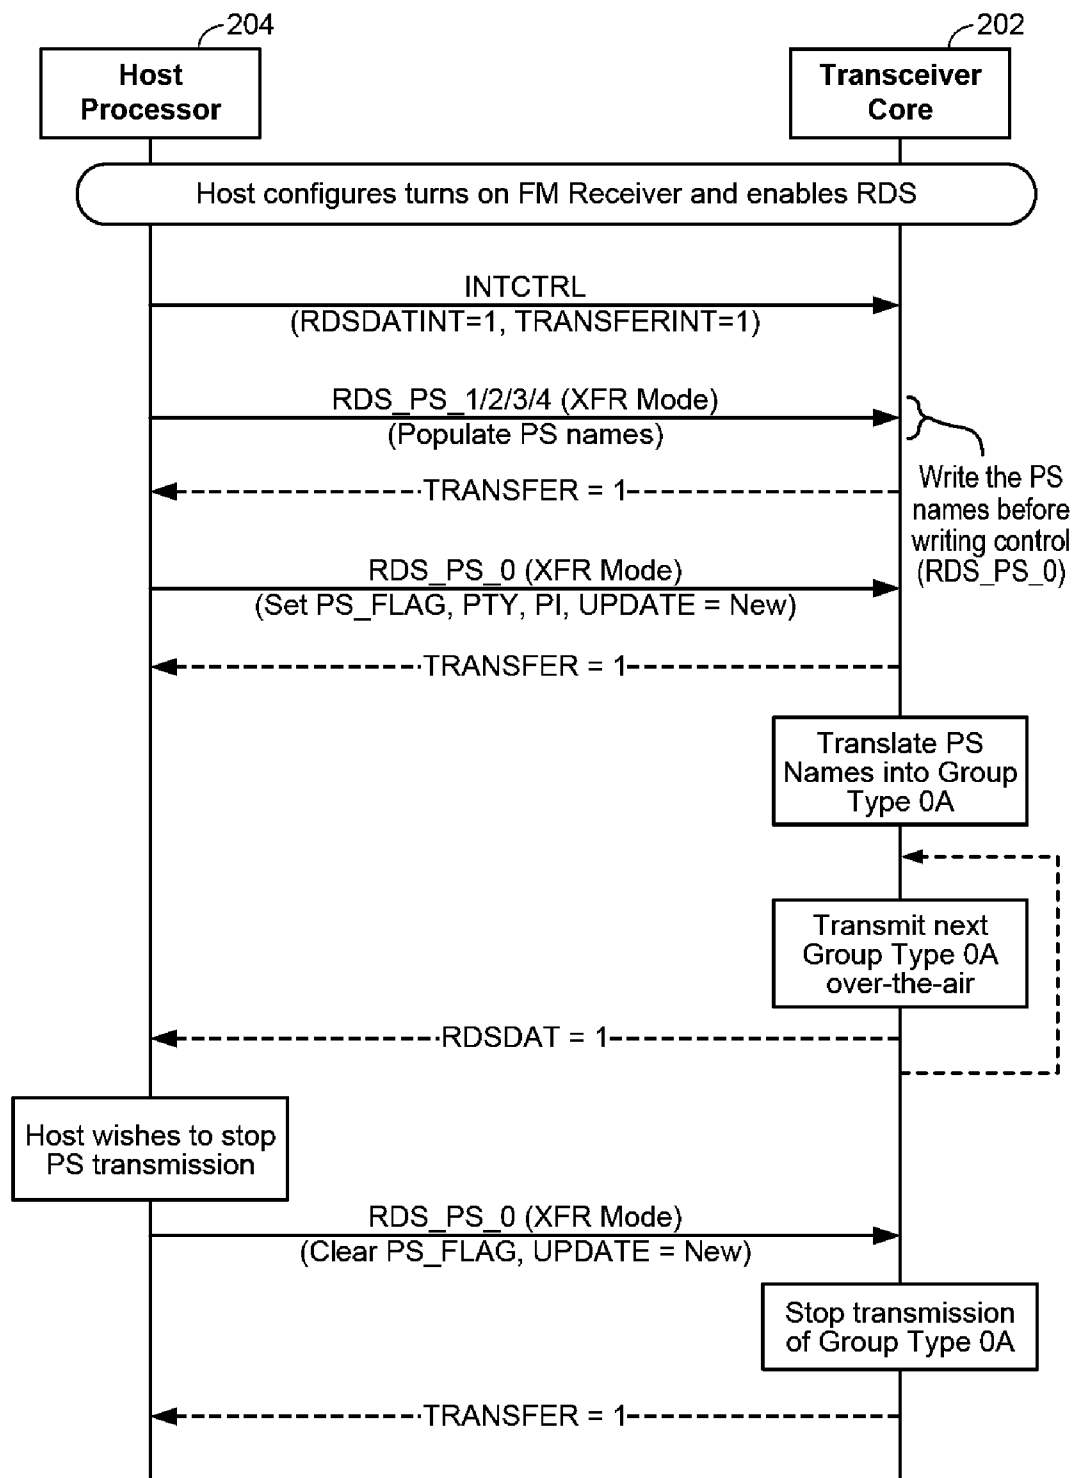 204
202
Host
Processor
Transceiver
Core
Host configures turns on FM Receiver and enables RDS
INTCTRL
(RDSDATINT=1, TRANSFERINT=1)
RDS_PS_1/2/3/4 (XFR Mode)
(Populate PS names)
Write the PS
names before
writing control
(RDS_PS_0)
TRANSFER = 1
RDS_PS_0 (XFR Mode)
(Set PS_FLAG, PTY, PI, UPDATE = New)
TRANSFER = 1
Translate PS
Names into Group
Type 0A
Transmit next
Group Type 0A
over-the-air
RDSDAT = 1
Host wishes to stop
PS transmission
RDS_PS_0 (XFR Mode)
(Clear PS_FLAG, UPDATE = New)
Stop transmission
of Group Type 0A
TRANSFER = 1